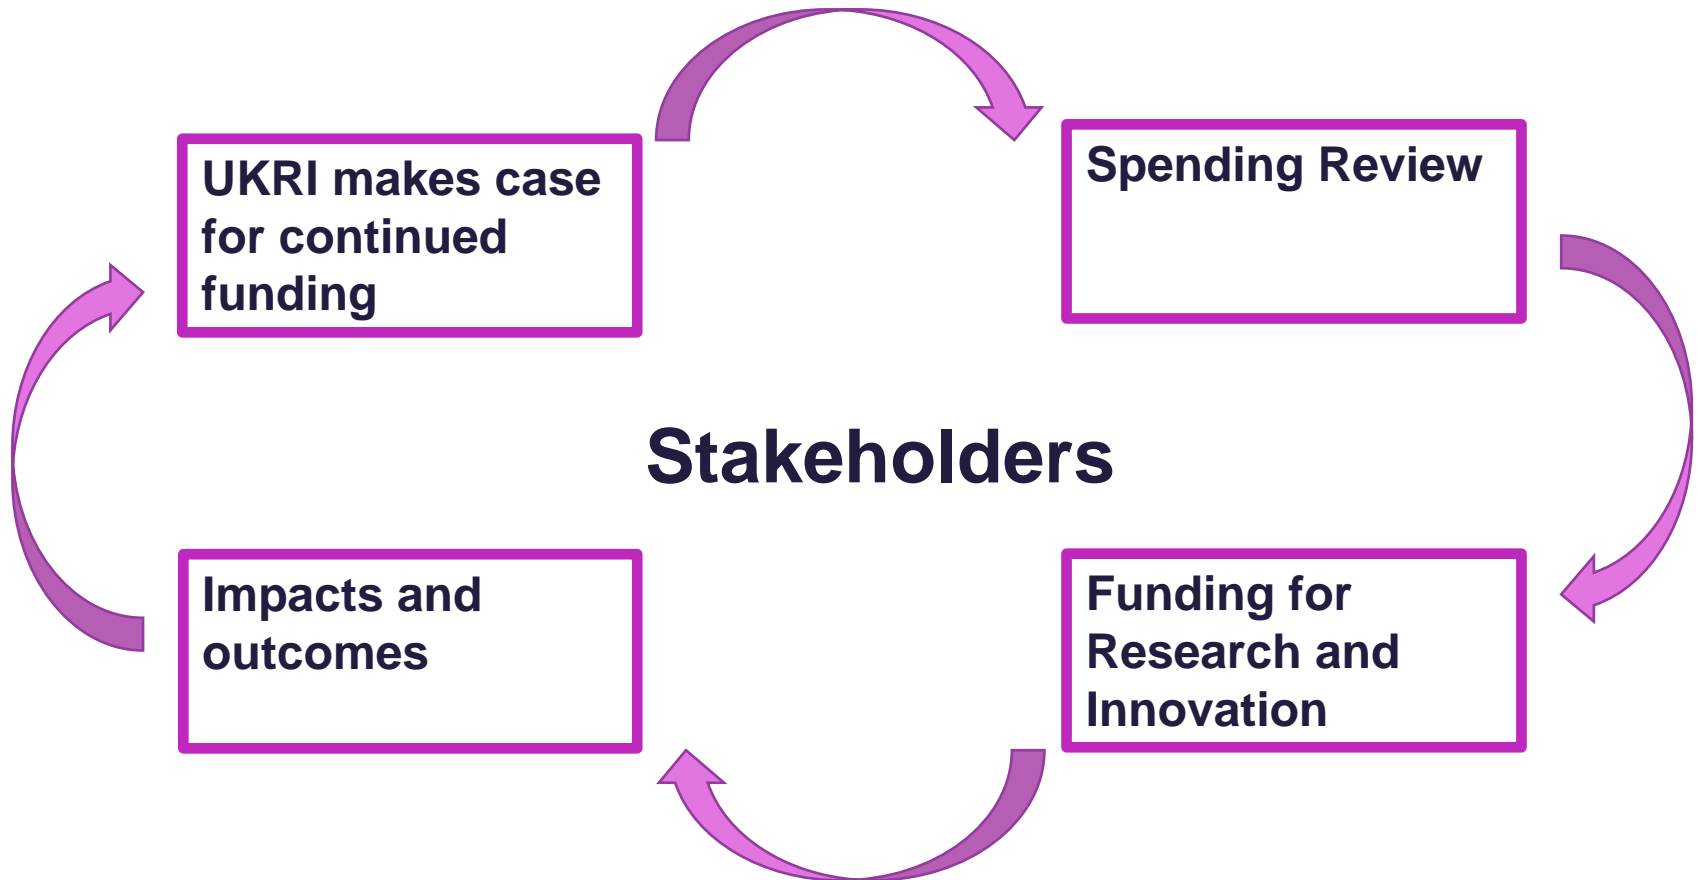 UKRI makes case
for continued
funding
Spending Review
Stakeholders
Impacts and
outcomes
Funding for
Research and
Innovation